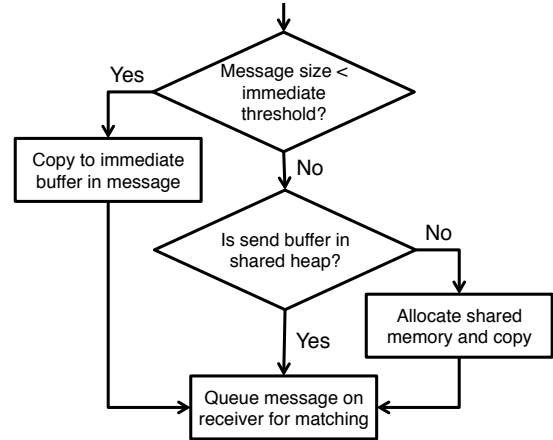 Message size <
immediate
threshold?
Yes
Copy to immediate
buffer in message
No
Is send buffer in
shared heap?
No
Allocate shared
memory and copy
Yes
Queue message on
receiver for matching